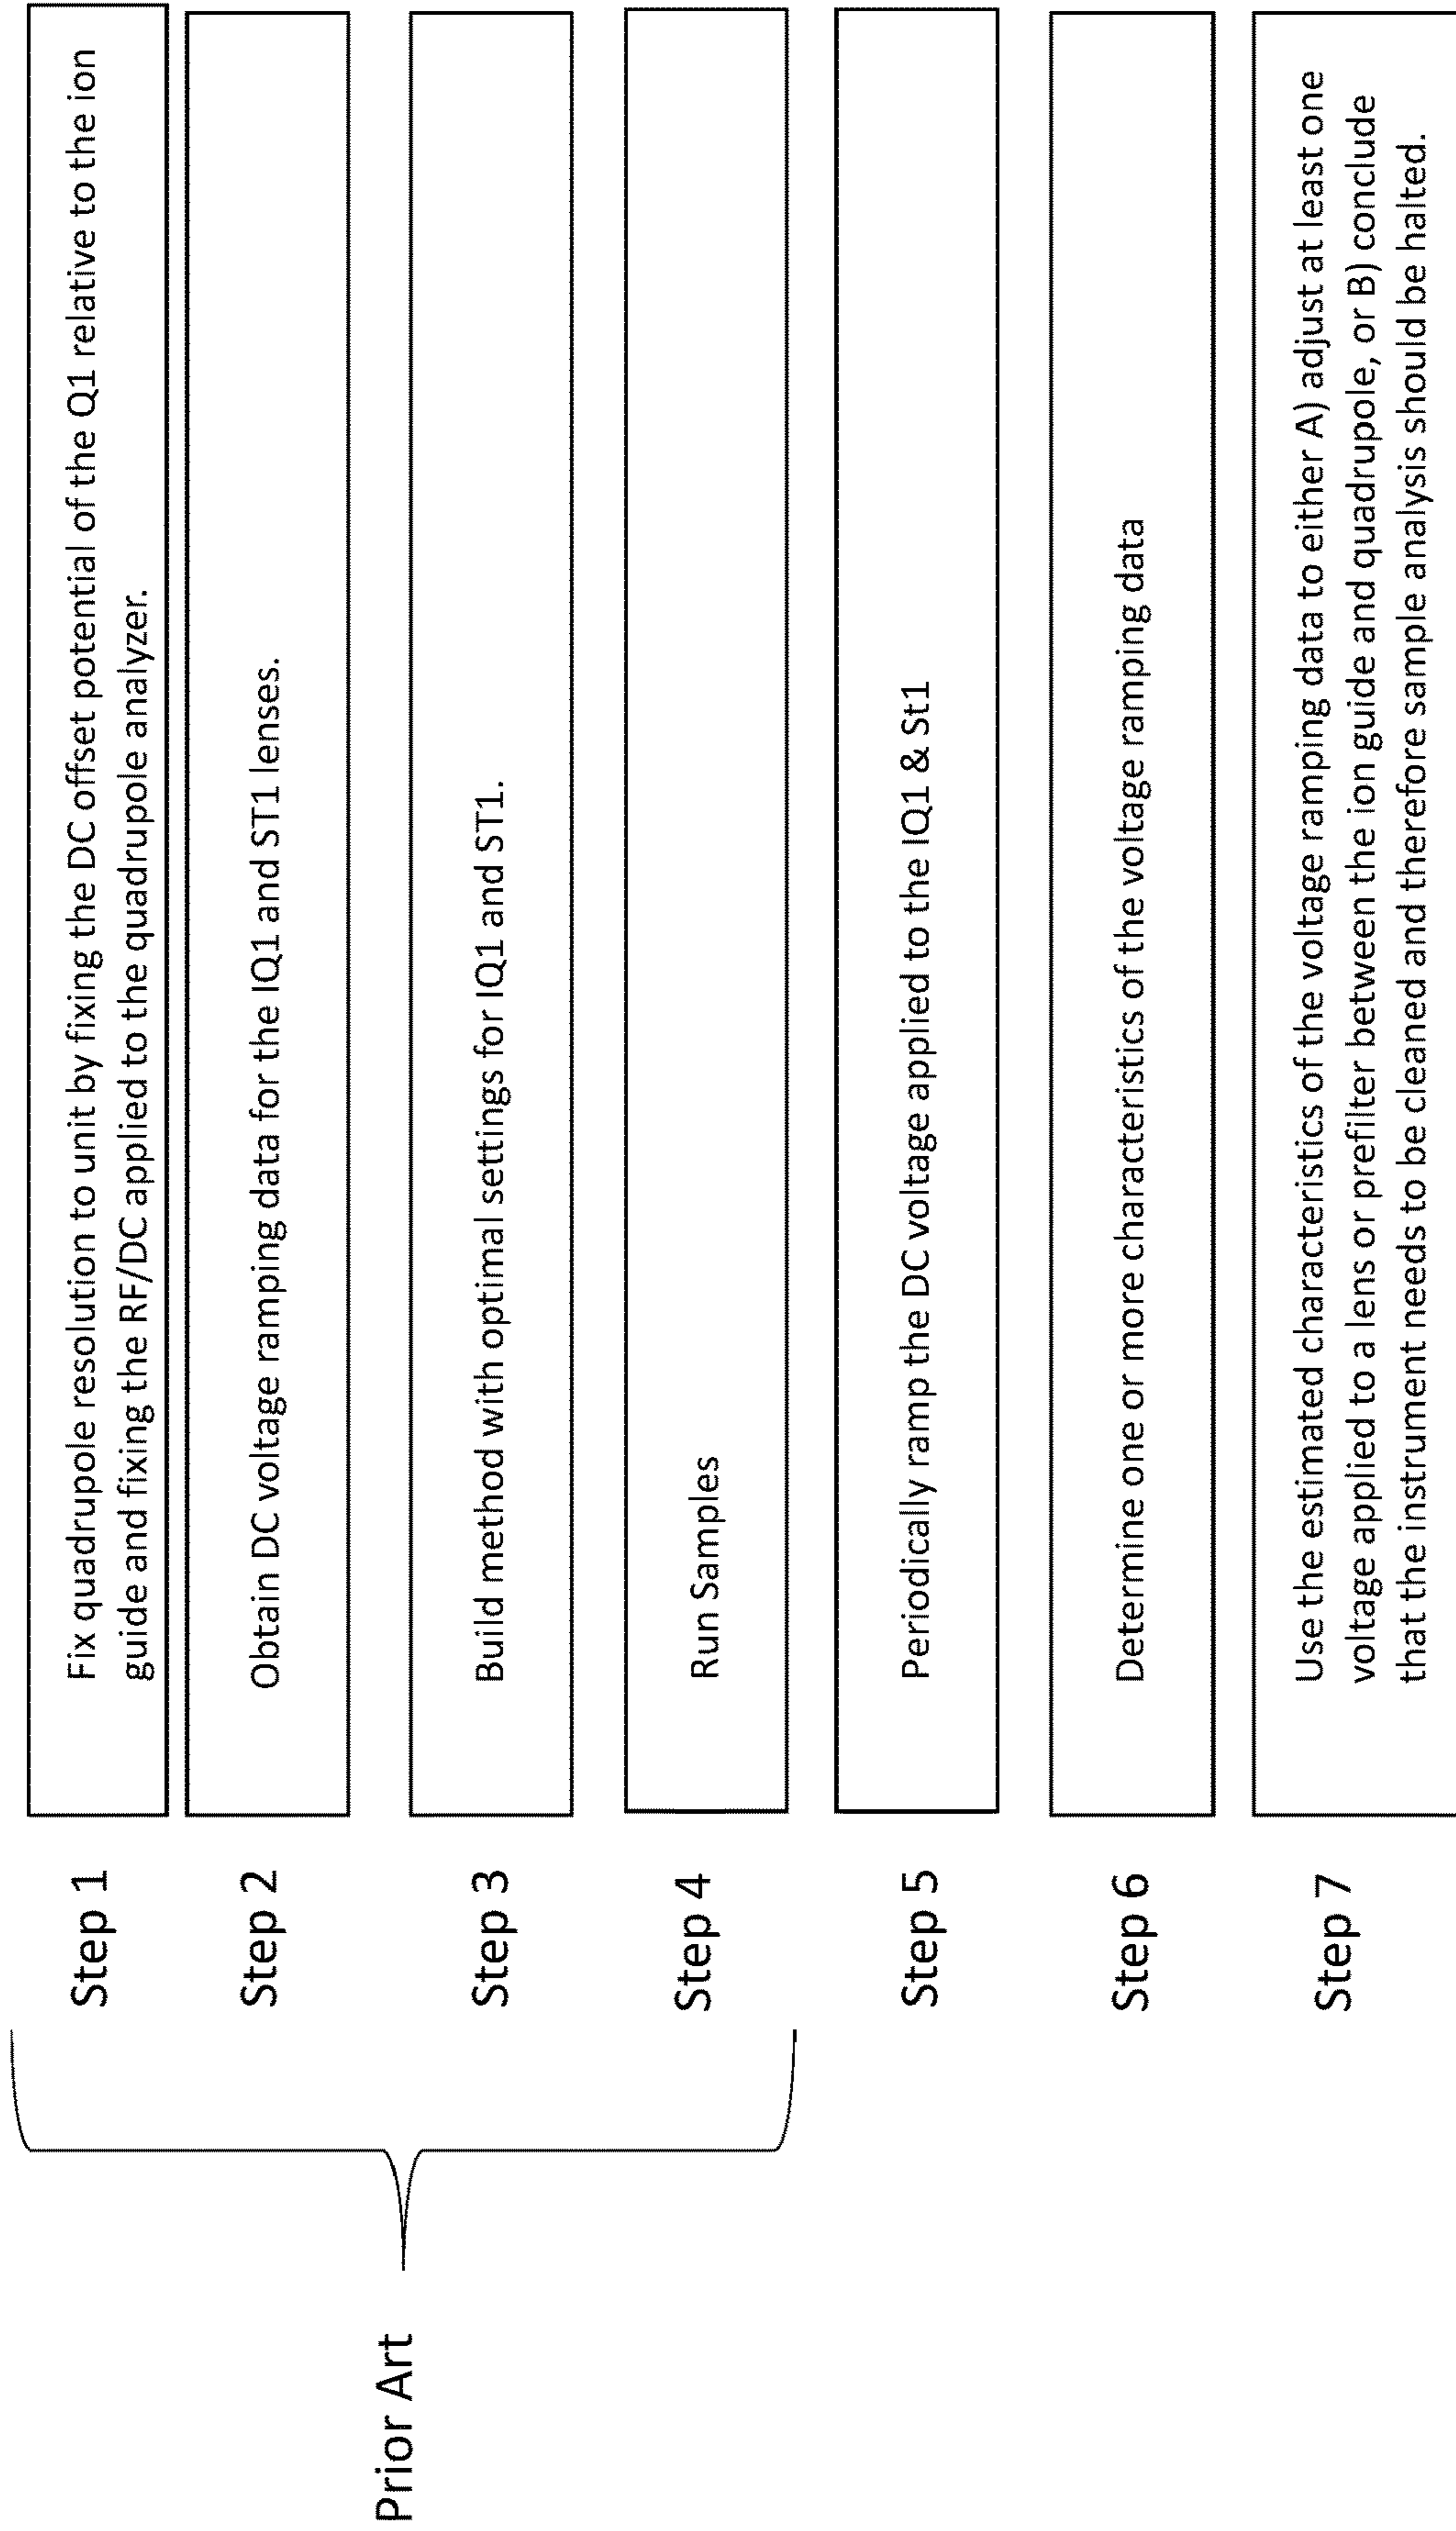 Prior Art
Step 1
Fix quadrupole resolution to unit by fixing the DC offset potential of the Q1 relative to the ion
guide and fixing the RF/DC applied to the quadrupole analyzer.
Step 2
Obtain DC voltage ramping data for the IQ1 and ST1 lenses.
Step 3
Build method with optimal settings for IQ1 and ST1.
Step 4
Run Samples
Step 5
Periodically ramp the DC voltage applied to the IQ1 & St1
Step 6
Determine one or more characteristics of the voltage ramping data
Step 7
Use the estimated characteristics of the voltage ramping data to either A) adjust at least one
voltage applied to a lens or prefilter between the ion guide and quadrupole, or B) conclude
that the instrument needs to be cleaned and therefore sample analysis should be halted.